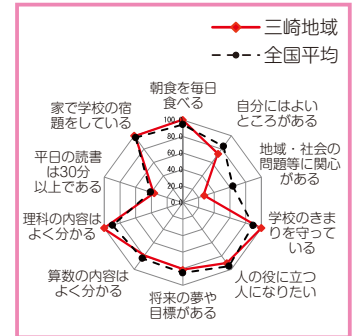 三崎地域
全国平均
朝食を毎日
食べる
自分にはよい
ところがある
地域・社会の
問題等に関心
がある
学校のきま
りを守って
いる
人の役に立つ
人になりたい
将来の夢や
目標がある
算数の内容は
よく分かる
理科の内容は
よく分かる
平日の読書
は30分
以上である
家で学校の宿
題をしている
100.0
80.0
60.0
40.0
20.0
0.0